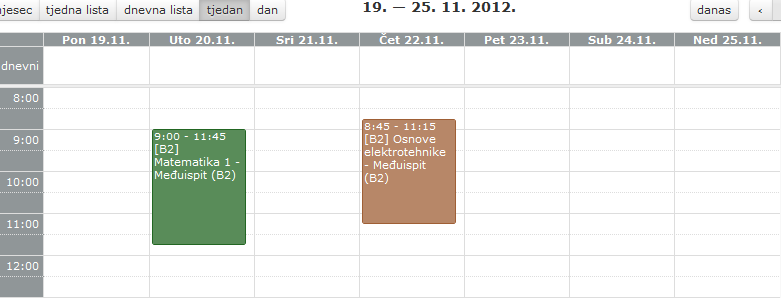 mjesec tjedna lista dnevna lista tjedan dan 19. — 25. 11. 2012. danas ‹
Pon 19.11. Uto 20.11. Sri 21.11. Čet 22.11. Pet 23.11. Sub 24.11. Ned 25.11.
dnevni
8:00
8:45 - 11:15
[B2] Osnove
elektrotehnike
- Međuispit
(B2)
9:00
9:00 - 11:45
[B2]
Matematika 1 -
Međuispit (B2)
10:00
11:00
12:00